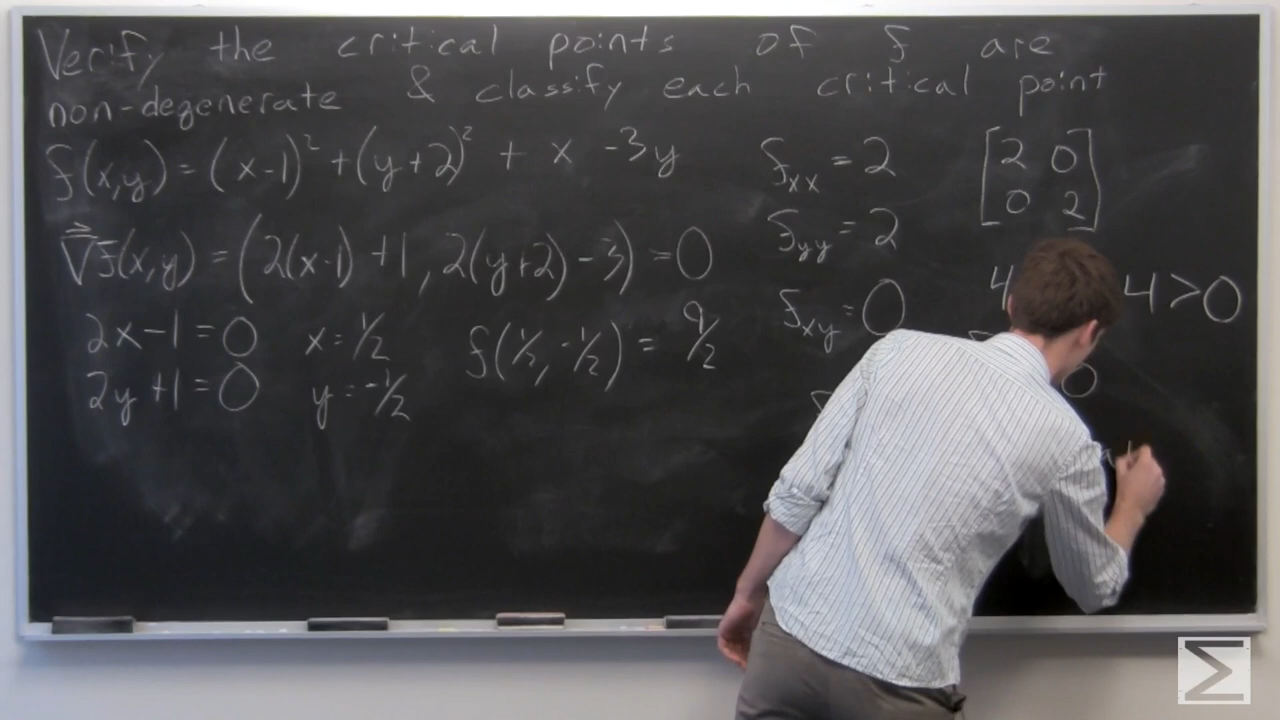 Verify the critical points of f are
non-degenerate & classify each critical point
f(x,y) = (x-1)² + (y+2)² + x -3y
∇⃗f(x,y) = (2(x-1)+1, 2(y+2)-3) = 0
2x-1=0 x=1/2 f(1/2, -1/2) = 9/2
2y+1=0 y=-1/2
f_xx = 2
f_yy = 2
f_xy = 0
[2 0
0 2]
4 4>0
0